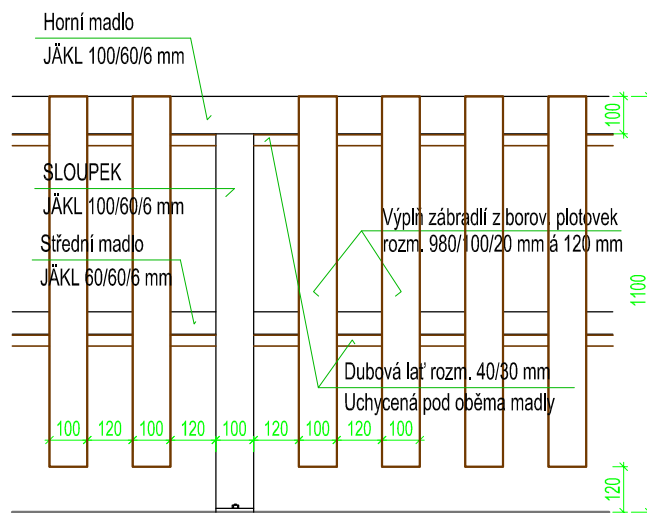 Horní madlo
JÄKL 100/60/6 mm
100
SLOUPEK
JÄKL 100/60/6 mm
Výplň zábradlí z borov. plotovek
rozm. 980/100/20 mm á 120 mm
Střední madlo
JÄKL 60/60/6 mm
1100
Dubová lať rozm. 40/30 mm
Uchycená pod oběma madly
100 120 100 120 100 120 100 120 100
120